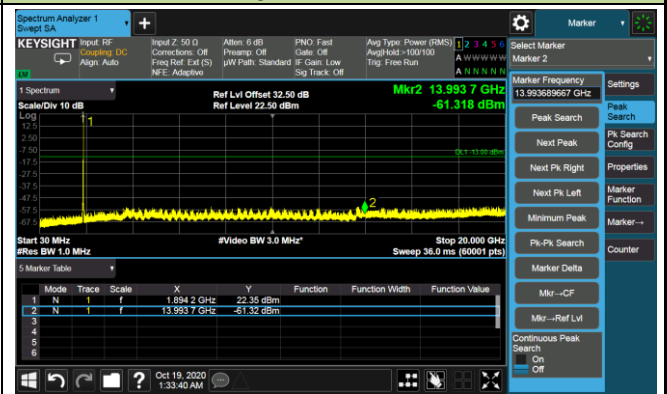 Spectrum Analyzer 1
Swept SA
+
Marker
KEYSIGHT
Input: RF
Coupling: DC
Align: Auto
Input Z: 50 Ω
Corrections: Off
Freq Ref: Ext (S)
NFE: Adaptive
Atten: 6 dB
Preamp: Off
µW Path: Standard
PNO: Fast
Gate: Off
IF Gain: Low
Sig Track: Off
Avg Type: Power (RMS)
Avg|Hold:>100/100
Trig: Free Run
1 2 3 4 5 6
A W W W W W
A N N N N N
LM
Select Marker
Marker 2
Marker Frequency
13.993689667 GHz
Settings
Peak Search
Next Peak
Next Pk Right
Next Pk Left
Minimum Peak
Pk-Pk Search
Marker Delta
Mkr→CF
Mkr→Ref Lvl
Continuous Peak
Search
On
Off
Peak
Search
Pk Search
Config
Properties
Marker
Function
Marker→
Counter
1 Spectrum
Scale/Div 10 dB
Ref Lvl Offset 32.50 dB
Ref Level 22.50 dBm
Mkr2 13.993 7 GHz
-61.318 dBm
Log
12.5
2.50
-7.50
-17.5
-27.5
-37.5
-47.5
-57.5
-67.5
1
2
DL1 -13.00 dBm
Start 30 MHz
#Res BW 1.0 MHz
#Video BW 3.0 MHz*
Stop 20.000 GHz
Sweep 36.0 ms (60001 pts)
5 Marker Table
Mode Trace Scale X Y Function Function Width Function Value
1 N 1 f 1.894 2 GHz 22.35 dBm
2 N 1 f 13.993 7 GHz -61.32 dBm
3
4
5
6
?
Oct 19, 2020
1:33:40 AM